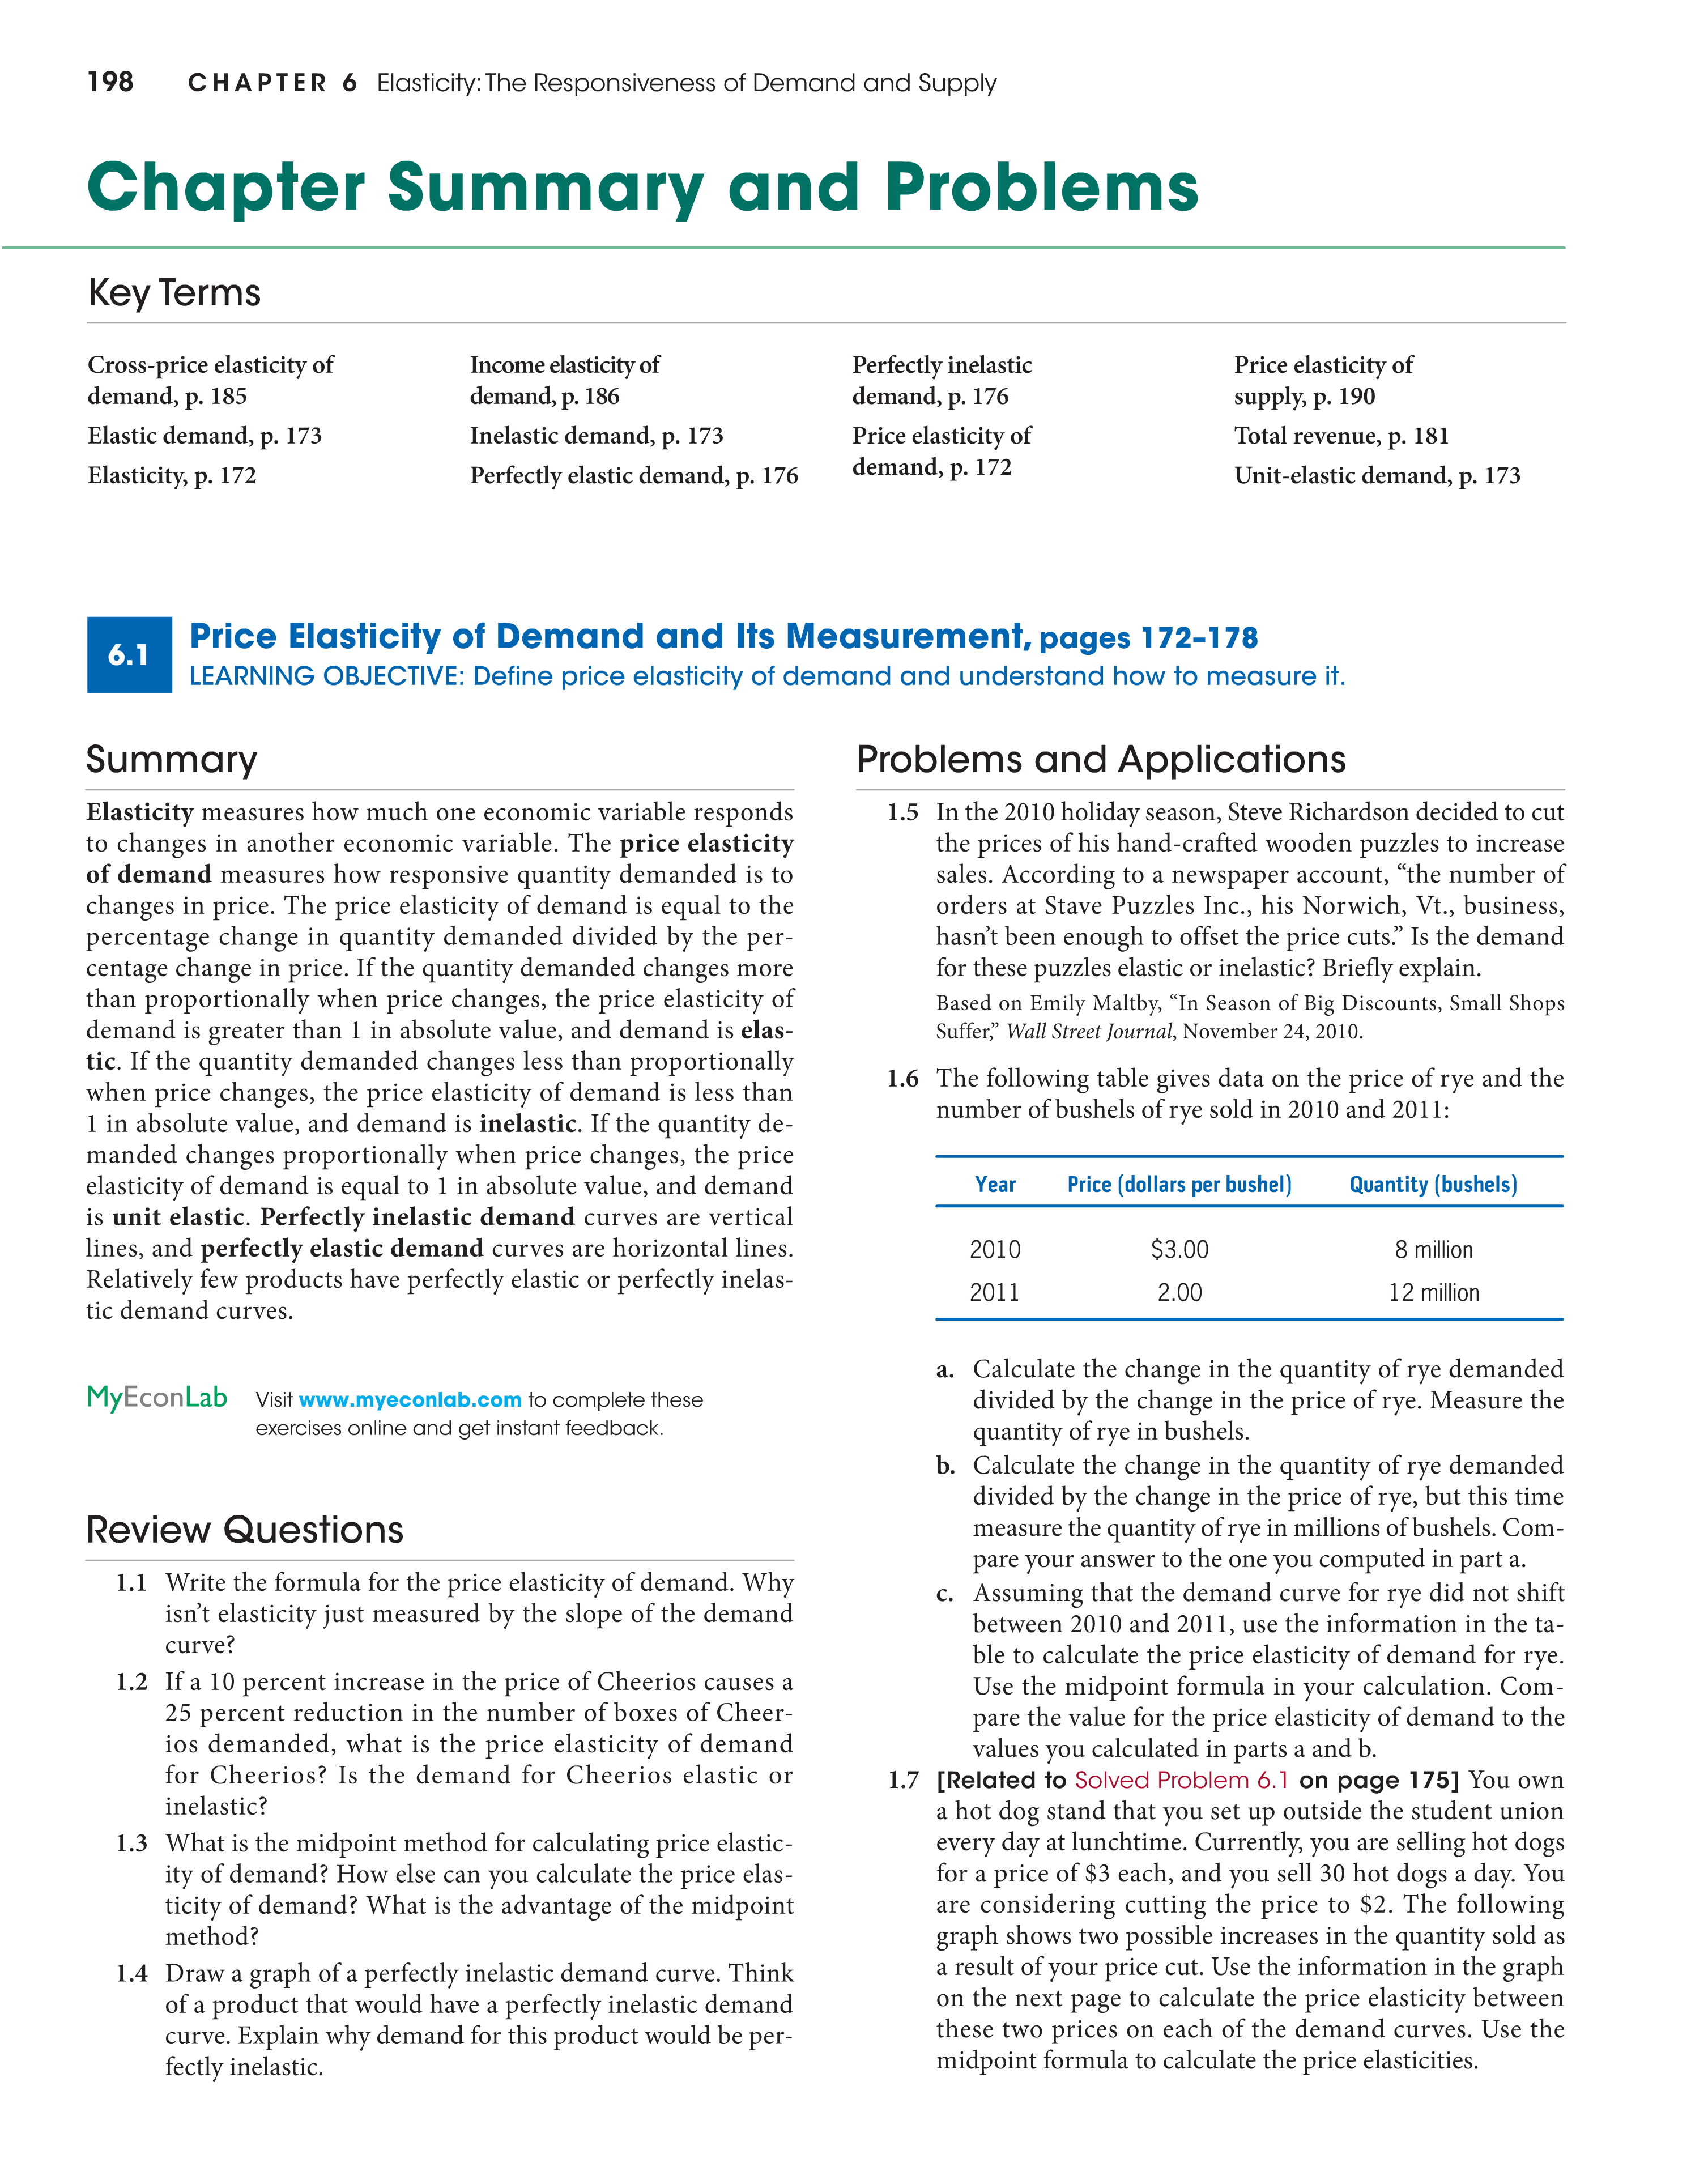 198 CHAPTER 6 Elasticity: The Responsiveness of Demand and Supply
Chapter Summary and Problems
Key Terms
Cross-price elasticity of
demand, p. 185
Elastic demand, p. 173
Elasticity, p. 172
Income elasticity of
demand, p. 186
Inelastic demand, p. 173
Perfectly elastic demand, p. 176
Perfectly inelastic
demand, p. 176
Price elasticity of
demand, p. 172
Price elasticity of
supply, p. 190
Total revenue, p. 181
Unit-elastic demand, p. 173
6.1
Price Elasticity of Demand and Its Measurement, pages 172–178
LEARNING OBJECTIVE: Define price elasticity of demand and understand how to measure it.
Summary
Elasticity measures how much one economic variable responds
to changes in another economic variable. The price elasticity
of demand measures how responsive quantity demanded is to
changes in price. The price elasticity of demand is equal to the
percentage change in quantity demanded divided by the per-
centage change in price. If the quantity demanded changes more
than proportionally when price changes, the price elasticity of
demand is greater than 1 in absolute value, and demand is elas-
tic. If the quantity demanded changes less than proportionally
when price changes, the price elasticity of demand is less than
1 in absolute value, and demand is inelastic. If the quantity de-
manded changes proportionally when price changes, the price
elasticity of demand is equal to 1 in absolute value, and demand
is unit elastic. Perfectly inelastic demand curves are vertical
lines, and perfectly elastic demand curves are horizontal lines.
Relatively few products have perfectly elastic or perfectly inelas-
tic demand curves.
MyEconLab Visit www.myeconlab.com to complete these
exercises online and get instant feedback.
Review Questions
1.1 Write the formula for the price elasticity of demand. Why
isn't elasticity just measured by the slope of the demand
curve?
1.2 If a 10 percent increase in the price of Cheerios causes a
25 percent reduction in the number of boxes of Cheer-
ios demanded, what is the price elasticity of demand
for Cheerios? Is the demand for Cheerios elastic or
inelastic?
1.3 What is the midpoint method for calculating price elastic-
ity of demand? How else can you calculate the price elas-
ticity of demand? What is the advantage of the midpoint
method?
1.4 Draw a graph of a perfectly inelastic demand curve. Think
of a product that would have a perfectly inelastic demand
curve. Explain why demand for this product would be per-
fectly inelastic.
Problems and Applications
1.5 In the 2010 holiday season, Steve Richardson decided to cut
the prices of his hand-crafted wooden puzzles to increase
sales. According to a newspaper account, “the number of
orders at Stave Puzzles Inc., his Norwich, Vt., business,
hasn't been enough to offset the price cuts.” Is the demand
for these puzzles elastic or inelastic? Briefly explain.
Based on Emily Maltby, “In Season of Big Discounts, Small Shops
Suffer,” Wall Street Journal, November 24, 2010.
1.6 The following table gives data on the price of rye and the
number of bushels of rye sold in 2010 and 2011:
Year Price (dollars per bushel) Quantity (bushels)
2010 $3.00 8 million
2011 2.00 12 million
a. Calculate the change in the quantity of rye demanded
divided by the change in the price of rye. Measure the
quantity of rye in bushels.
b. Calculate the change in the quantity of rye demanded
divided by the change in the price of rye, but this time
measure the quantity of rye in millions of bushels. Com-
pare your answer to the one you computed in part a.
c. Assuming that the demand curve for rye did not shift
between 2010 and 2011, use the information in the ta-
ble to calculate the price elasticity of demand for rye.
Use the midpoint formula in your calculation. Com-
pare the value for the price elasticity of demand to the
values you calculated in parts a and b.
1.7 [Related to Solved Problem 6.1 on page 175] You own
a hot dog stand that you set up outside the student union
every day at lunchtime. Currently, you are selling hot dogs
for a price of $3 each, and you sell 30 hot dogs a day. You
are considering cutting the price to $2. The following
graph shows two possible increases in the quantity sold as
a result of your price cut. Use the information in the graph
on the next page to calculate the price elasticity between
these two prices on each of the demand curves. Use the
midpoint formula to calculate the price elasticities.